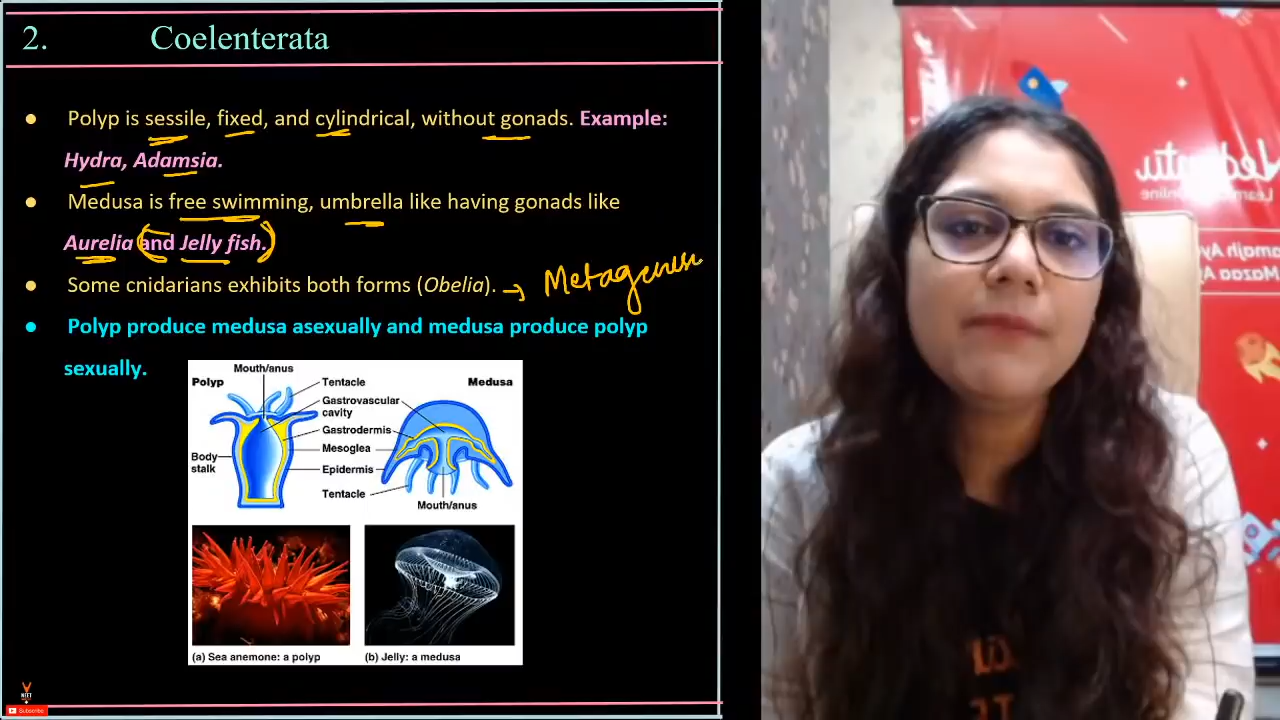 2. Coelenterata
● Polyp is sessile, fixed, and cylindrical, without gonads. Example:
Hydra, Adamsia.
● Medusa is free swimming, umbrella like having gonads like
Aurelia and Jelly fish.
● Some cnidarians exhibits both forms (Obelia). → Metagenesis
● Polyp produce medusa asexually and medusa produce polyp
sexually.
Mouth/anus
Polyp
Tentacle
Medusa
Gastrovascular
cavity
Gastrodermis
Mesoglea
Body
stalk
Epidermis
Tentacle
Mouth/anus
(a) Sea anemone: a polyp
(b) Jelly: a medusa
NEET
Subscribe
Vedantu